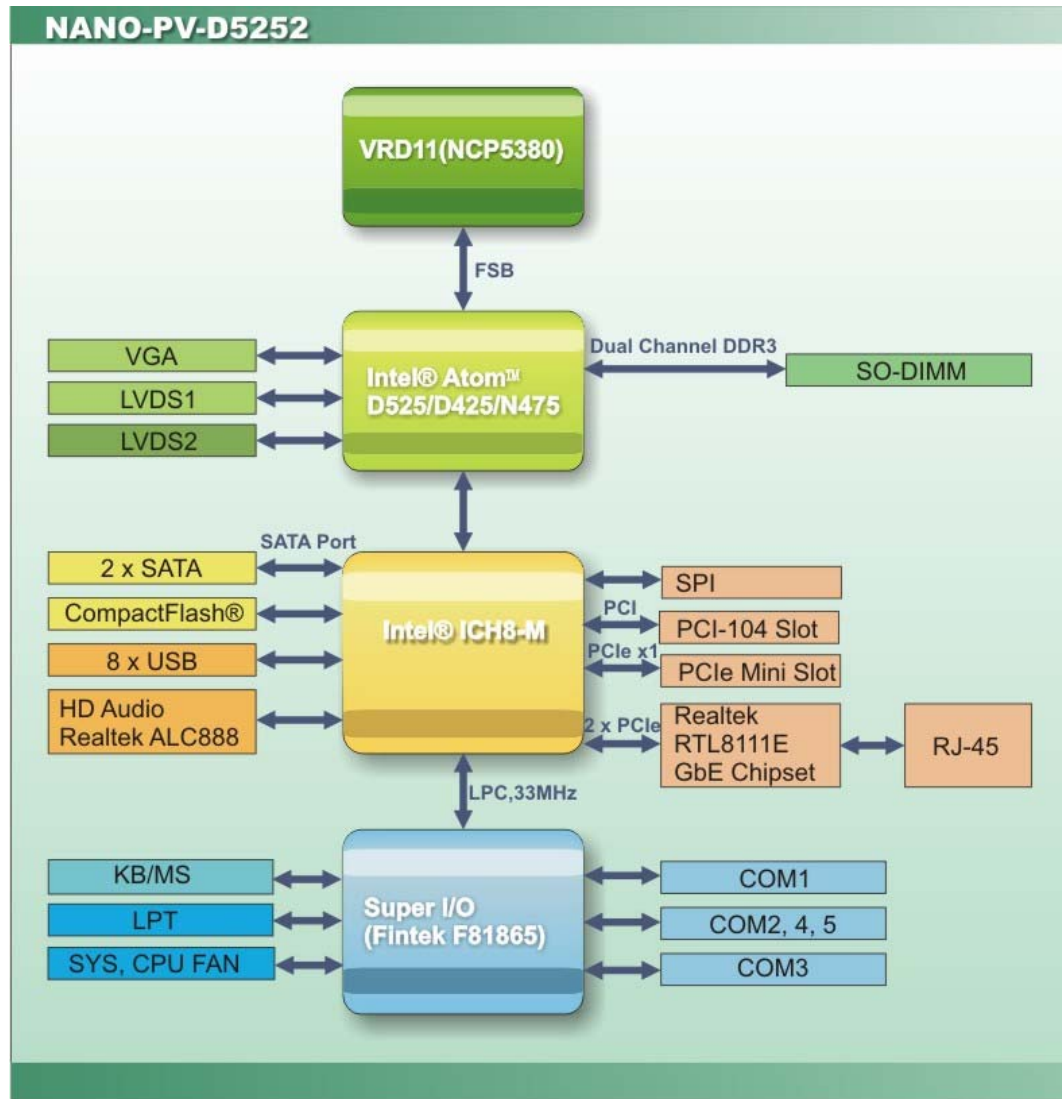 NANO-PV-D5252
VRD11(NCP5380)
FSB
VGA
LVDS1
LVDS2
Intel® Atom™
D525/D425/N475
Dual Channel DDR3
SO-DIMM
SATA Port
2 x SATA
CompactFlash®
8 x USB
HD Audio
Realtek ALC888
Intel® ICH8-M
SPI
PCI
PCI-104 Slot
PCIe x1
PCIe Mini Slot
2 x PCIe
Realtek
RTL8111E
GbE Chipset
RJ-45
LPC,33MHz
KB/MS
LPT
SYS, CPU FAN
Super I/O
(Fintek F81865)
COM1
COM2, 4, 5
COM3